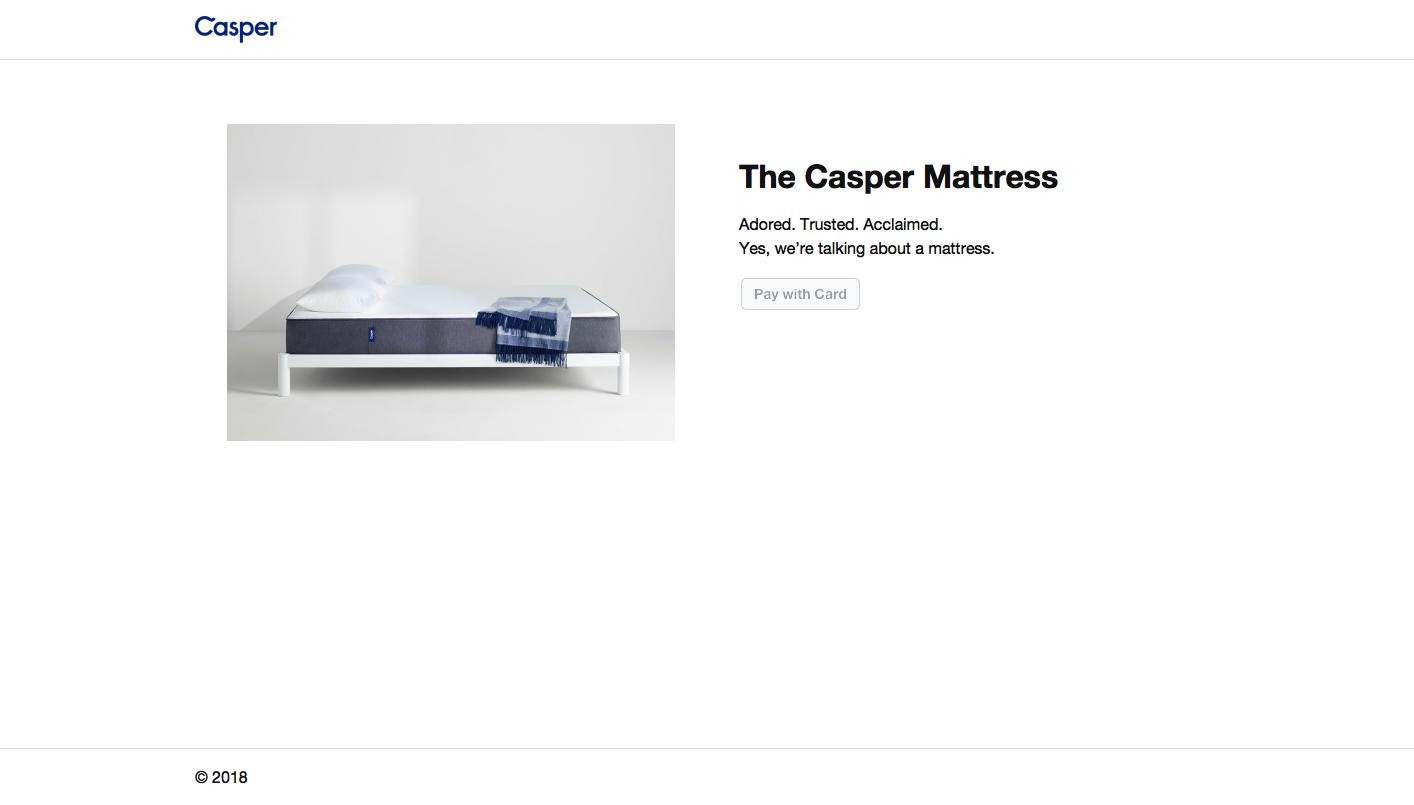 Casper
The Casper Mattress
Adored. Trusted. Acclaimed.
Yes, we’re talking about a mattress.
Pay with Card
© 2018